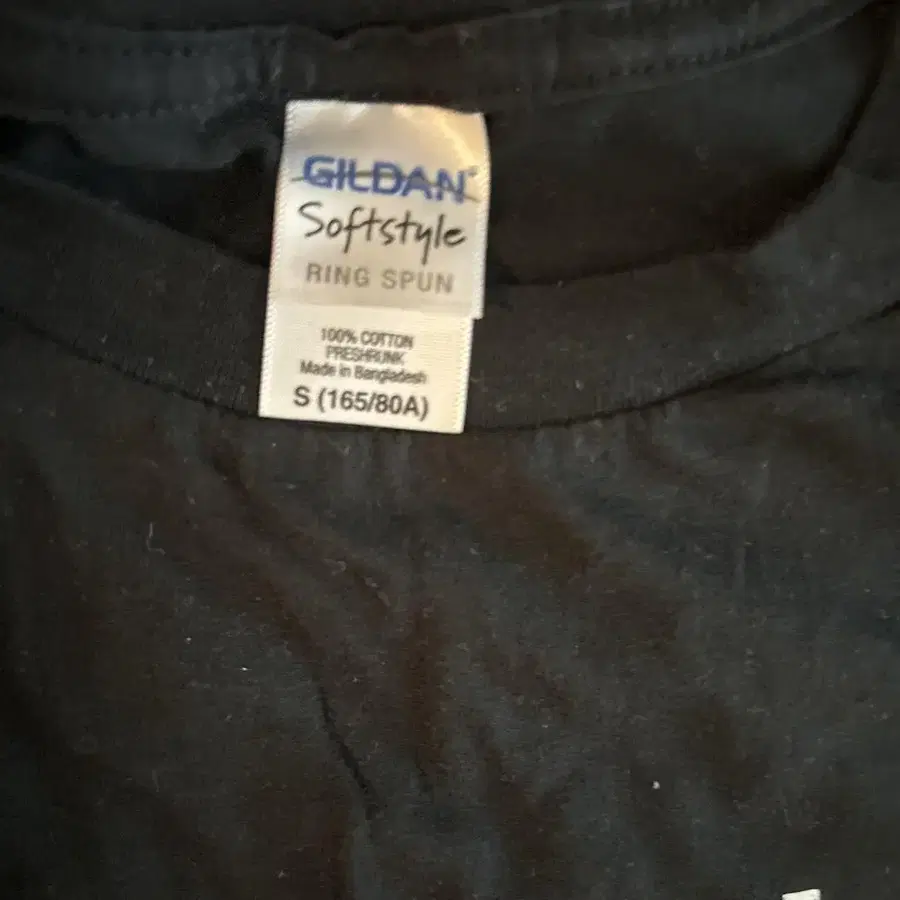 GILDAN®
Softstyle
RING SPUN
100% COTTON
PRESHRUNK
Made in Bangladesh
S (165/80A)